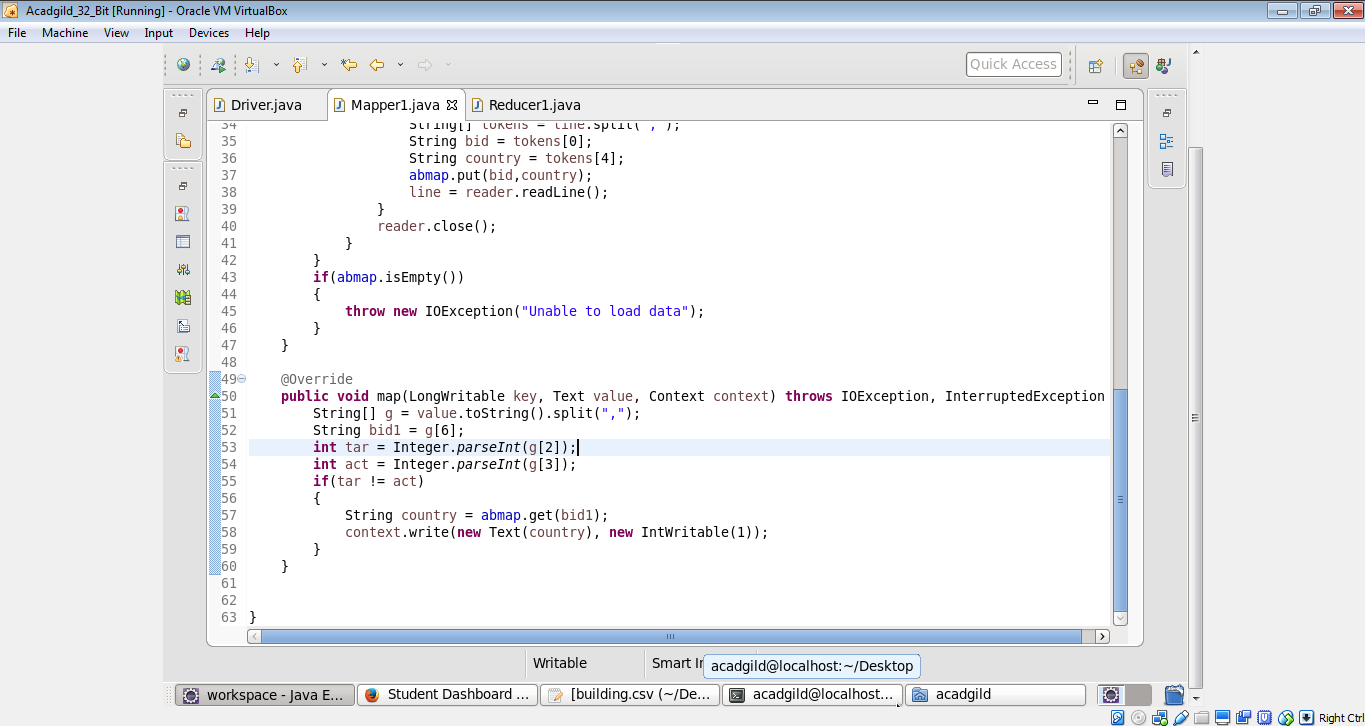 Acadgild_32_Bit [Running] - Oracle VM VirtualBox
File Machine View Input Devices Help
Quick Access
Driver.java Mapper1.java Reducer1.java
34 String[] tokens = line.split(",");
35 String bid = tokens[0];
36 String country = tokens[4];
37 abmap.put(bid,country);
38 line = reader.readLine();
39 }
40 reader.close();
41 }
42 }
43 if(abmap.isEmpty())
44 {
45 throw new IOException("Unable to load data");
46 }
47 }
48
49 @Override
50 public void map(LongWritable key, Text value, Context context) throws IOException, InterruptedException
51 String[] g = value.toString().split(",");
52 String bid1 = g[6];
53 int tar = Integer.parseInt(g[2]);
54 int act = Integer.parseInt(g[3]);
55 if(tar != act)
56 {
57 String country = abmap.get(bid1);
58 context.write(new Text(country), new IntWritable(1));
59 }
60 }
61
62
63 }
Writable Smart In acadgild@localhost:~/Desktop
workspace - Java E... Student Dashboard ... [building.csv (~/De... acadgild@localhost... acadgild
Right Ctrl